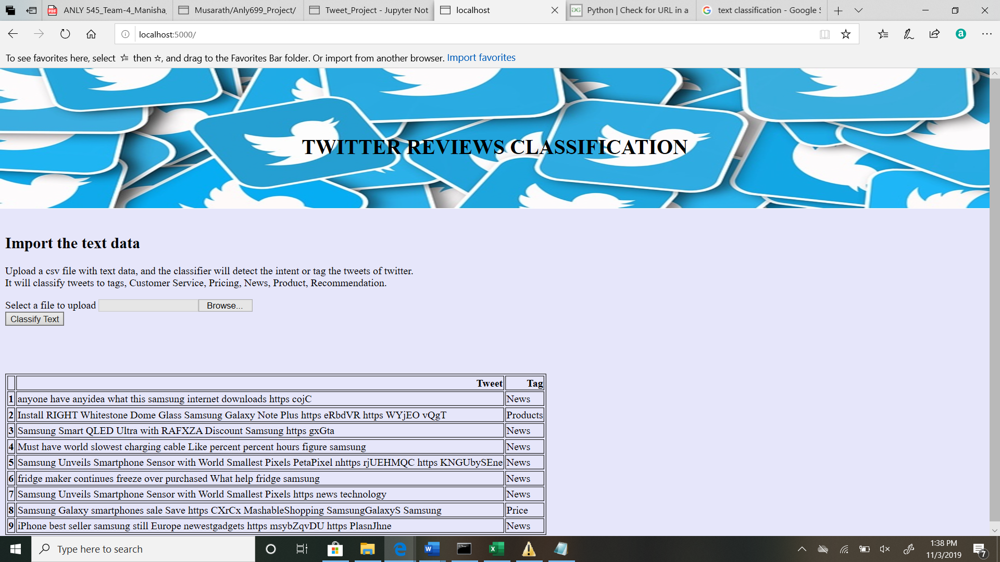 ANLY 545_Team-4_Manisha_
Musarath/Anly699_Project/
Tweet_Project - Jupyter Not
localhost
Python | Check for URL in a
text classification - Google S
localhost:5000/
To see favorites here, select then , and drag to the Favorites Bar folder. Or import from another browser. Import favorites
TWITTER REVIEWS CLASSIFICATION
Import the text data
Upload a csv file with text data, and the classifier will detect the intent or tag the tweets of twitter.
It will classify tweets to tags, Customer Service, Pricing, News, Product, Recommendation.
Select a file to upload Browse...
Classify Text
Tweet Tag
1 anyone have anyidea what this samsung internet downloads https cojC News
2 Install RIGHT Whitestone Dome Glass Samsung Galaxy Note Plus https eRbdVR https WYjEO vQgT Products
3 Samsung Smart QLED Ultra with RAFXZA Discount Samsung https gxGta News
4 Must have world slowest charging cable Like percent percent hours figure samsung News
5 Samsung Unveils Smartphone Sensor with World Smallest Pixels PetaPixel nhttps rjUEHMQC https KNGUbySEne News
6 fridge maker continues freeze over purchased What help fridge samsung News
7 Samsung Unveils Smartphone Sensor with World Smallest Pixels https news technology News
8 Samsung Galaxy smartphones sale Save https CXrCx MashableShopping SamsungGalaxyS Samsung Price
9 iPhone best seller samsung still Europe newestgadgets https msybZqvDU https PlasnJhne News
Type here to search
1:38 PM
11/3/2019
7